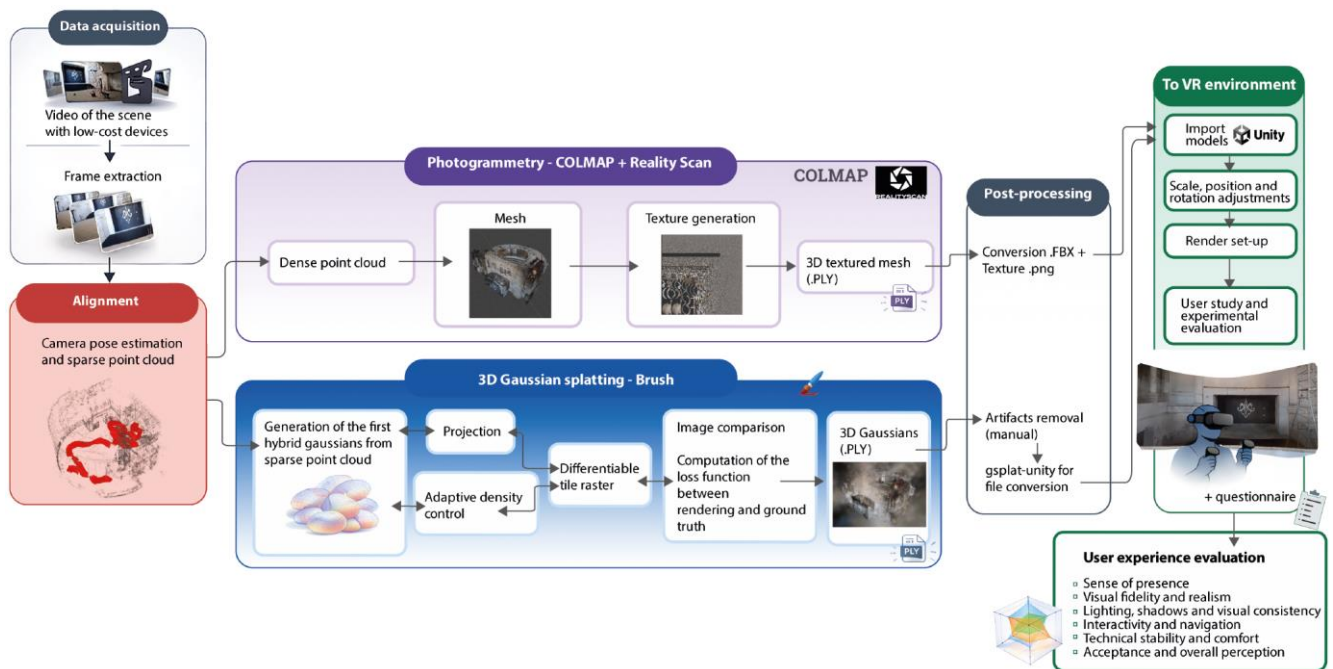 Data acquisition
Video of the scene
with low-cost devices
Frame extraction
Alignment
Camera pose estimation
and sparse point cloud
Photogrammetry - COLMAP + Reality Scan
COLMAP
REALITYSCAN
Dense point cloud
Mesh
Texture generation
3D textured mesh
(.PLY)
PLY
3D Gaussian splatting - Brush
Generation of the first
hybrid gaussians from
sparse point cloud
Projection
Adaptive density
control
Differentiable
tile raster
Image comparison
Computation of the
loss function
between
rendering and ground
truth
3D Gaussians
(.PLY)
PLY
Post-processing
Conversion .FBX +
Texture .png
Artifacts removal
(manual)
gsplat-unity for
file conversion
To VR environment
Import
models
Unity
Scale, position and
rotation adjustments
Render set-up
User study and
experimental
evaluation
+ questionnaire
User experience evaluation
Sense of presence
Visual fidelity and realism
Lighting, shadows and visual consistency
Interactivity and navigation
Technical stability and comfort
Acceptance and overall perception